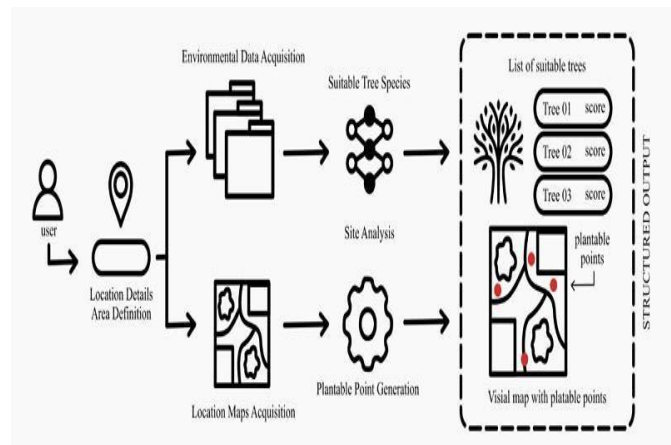 Environmental Data Acquisition
Suitable Tree Species
List of suitable trees
Tree 01 score
Tree 02 score
Tree 03 score
user
Location Details
Area Definition
Site Analysis
plantable
points
Location Maps Acquisition
Plantable Point Generation
Visial map with platable points
STRUCTURED OUTPUT